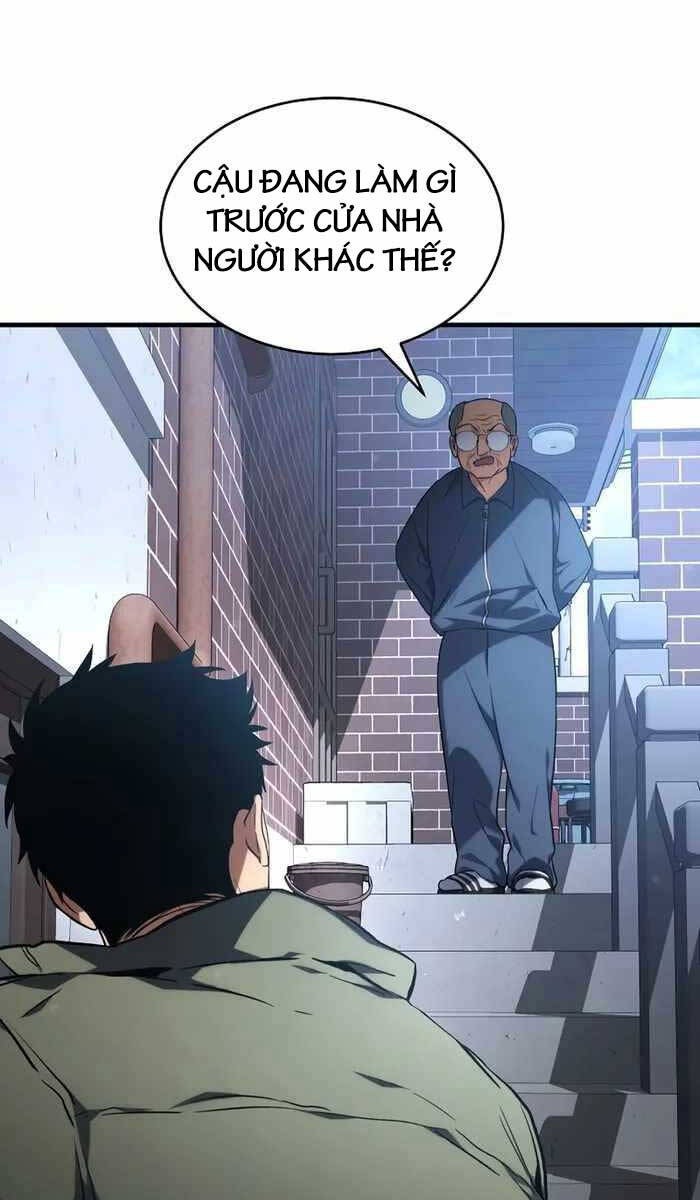 CẬU ĐANG LÀM GÌ
TRƯỚC CỬA NHÀ
NGƯỜI KHÁC THẾ?